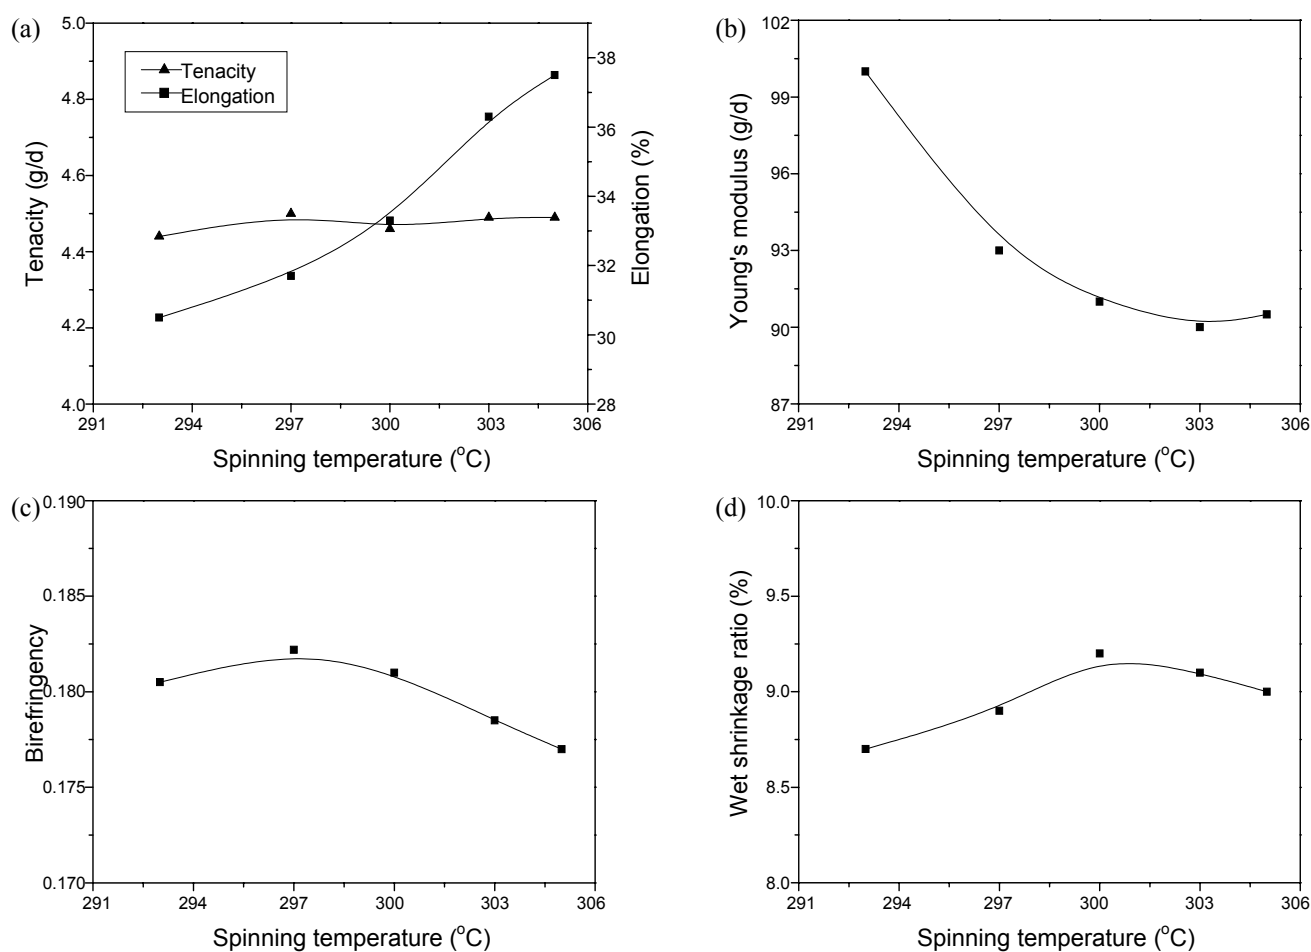 (a)
5.0
4.8
4.6
4.4
4.2
4.0
Tenacity (g/d)
Tenacity
Elongation
38
36
34
32
30
28
Elongation (%)
291 294 297 300 303 306
Spinning temperature (°C)
(b)
102
99
96
93
90
87
Young's modulus (g/d)
291 294 297 300 303 306
Spinning temperature (°C)
(c)
0.190
0.185
0.180
0.175
0.170
Birefringency
291 294 297 300 303 306
Spinning temperature (°C)
(d)
10.0
9.5
9.0
8.5
8.0
Wet shrinkage ratio (%)
291 294 297 300 303 306
Spinning temperature (°C)